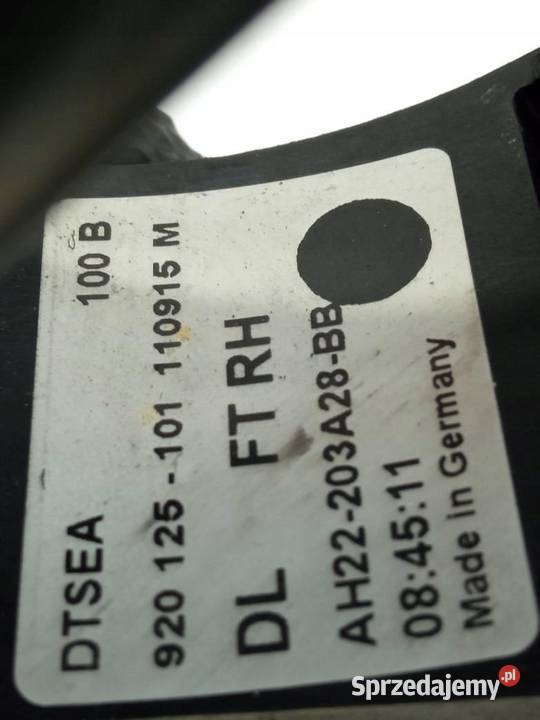 DTSEA 100 B
920 125 - 101 110915 M
DL FT RH
AH22-203A28-BB
08:45:11
Made in Germany
Sprzedajemy.pl